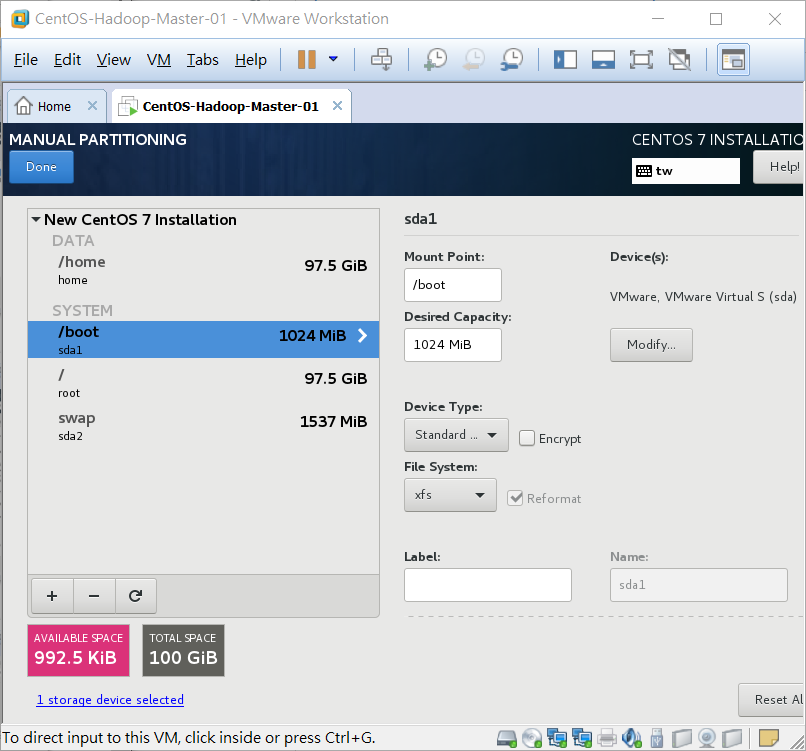 CentOS-Hadoop-Master-01 - VMware Workstation
File Edit View VM Tabs Help
Home
CentOS-Hadoop-Master-01
MANUAL PARTITIONING
CENTOS 7 INSTALLATIO
Done
tw
Help!
New CentOS 7 Installation
DATA
/home
97.5 GiB
home
SYSTEM
/boot
1024 MiB
sda1
/
97.5 GiB
root
swap
1537 MiB
sda2
AVAILABLE SPACE
992.5 KiB
TOTAL SPACE
100 GiB
1 storage device selected
sda1
Mount Point:
/boot
Desired Capacity:
1024 MiB
Device(s):
VMware, VMware Virtual S (sda)
Modify...
Device Type:
Standard ...
Encrypt
File System:
xfs
Reformat
Label:
Name:
sda1
Reset Al
To direct input to this VM, click inside or press Ctrl+G.